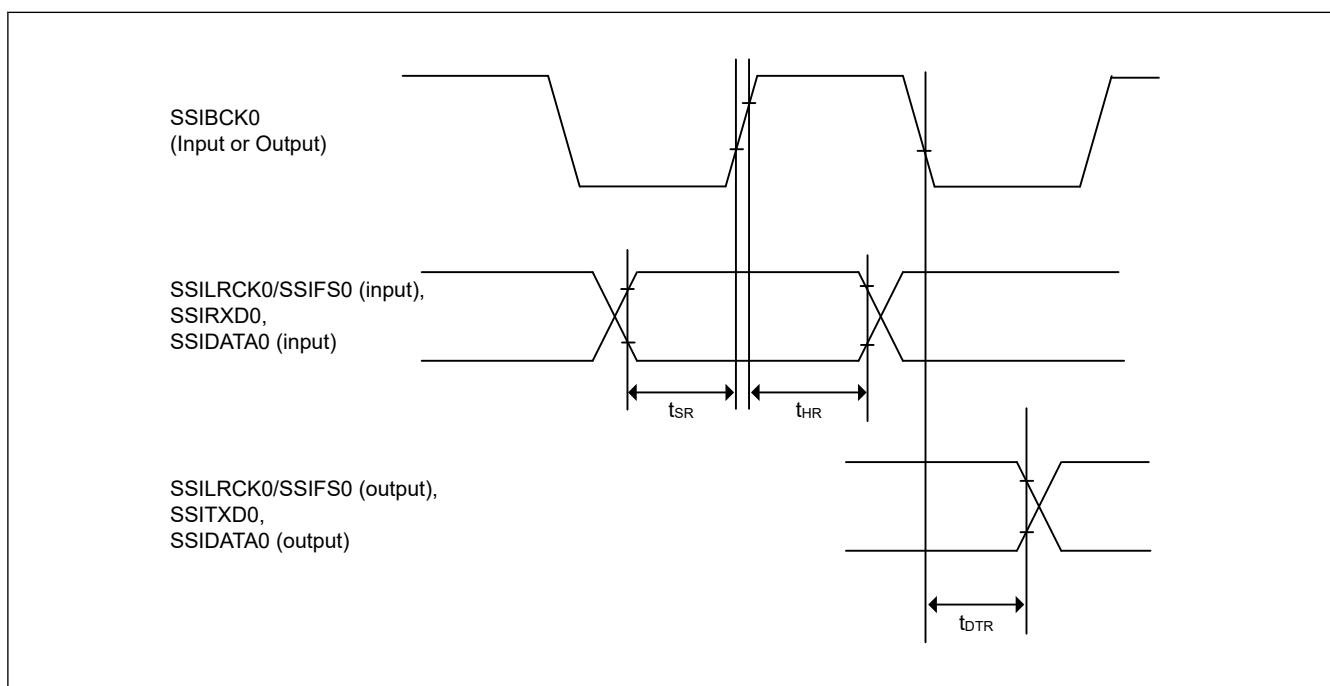 SSIBCK0
(Input or Output)
SSILRCK0/SSIFS0 (input),
SSIRXD0,
SSIDATA0 (input)
tSR
tHR
SSILRCK0/SSIFS0 (output),
SSITXD0,
SSIDATA0 (output)
tDTR